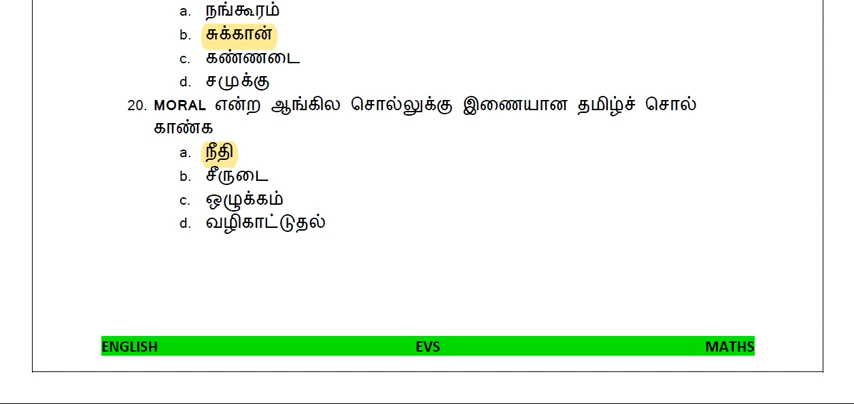 a. நங்கூரம்
b. சுக்கான்
c. கண்ணடை
d. சமுக்கு
20. MORAL என்ற ஆங்கில சொல்லுக்கு இணையான தமிழ்ச் சொல்
காண்க
a. நீதி
b. சீருடை
c. ஒழுக்கம்
d. வழிகாட்டுதல்
ENGLISH EVS MATHS